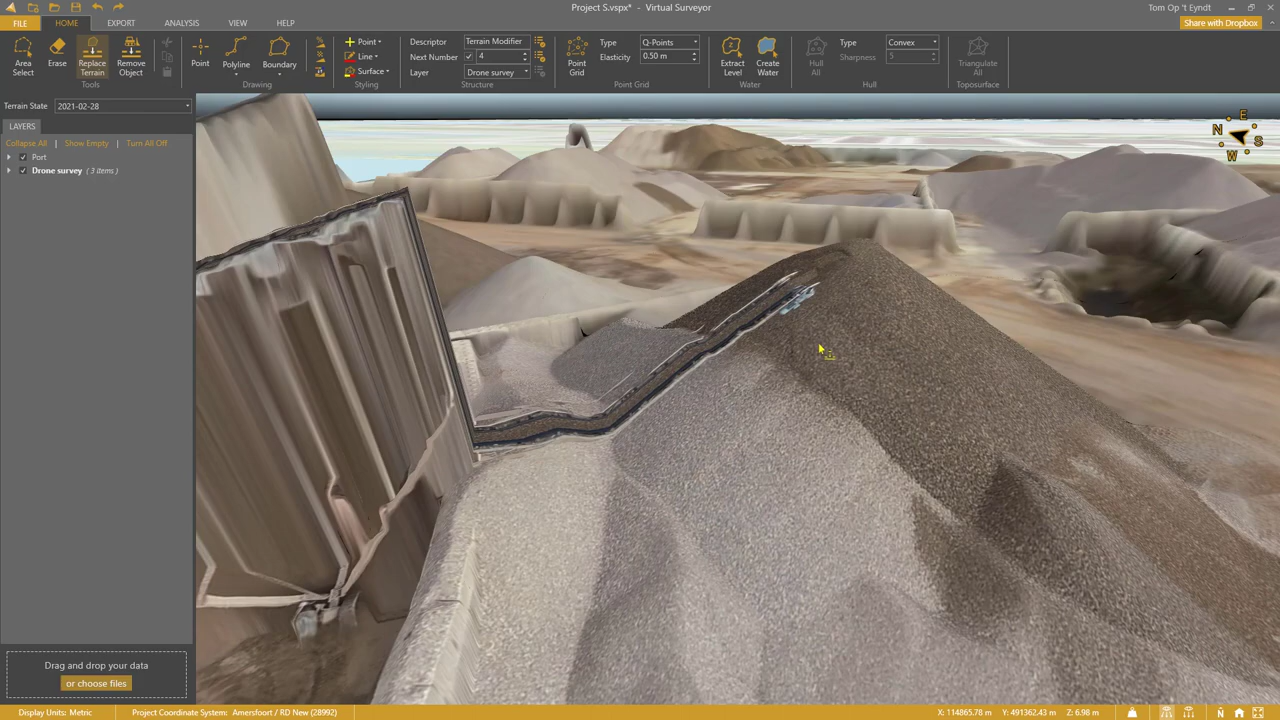 Project S.vspx* - Virtual Surveyor
Tom Op 't Eyndt
FILE HOME EXPORT ANALYSIS VIEW HELP
Share with Dropbox
Area Select
Erase
Replace Terrain
Remove Object
Tools
Point
Polyline
Boundary
Drawing
Point
Line
Surface
Styling
Descriptor Terrain Modifier
Next Number 4
Layer Drone survey
Structure
Point Grid
Type Q-Points
Elasticity 0.50 m
Point Grid
Extract Level
Create Water
Water
Hull All
Type Convex
Sharpness 5
Hull
Triangulate All
Toposurface
Terrain State 2021-02-28
LAYERS
Collapse All | Show Empty | Turn All Off
Port
Drone survey (3 items)
N E S W
Drag and drop your data
or choose files
Display Units: Metric
Project Coordinate System: Amersfoort / RD New (28992)
X: 114865.78 m Y: 491362.43 m Z: 6.98 m
N